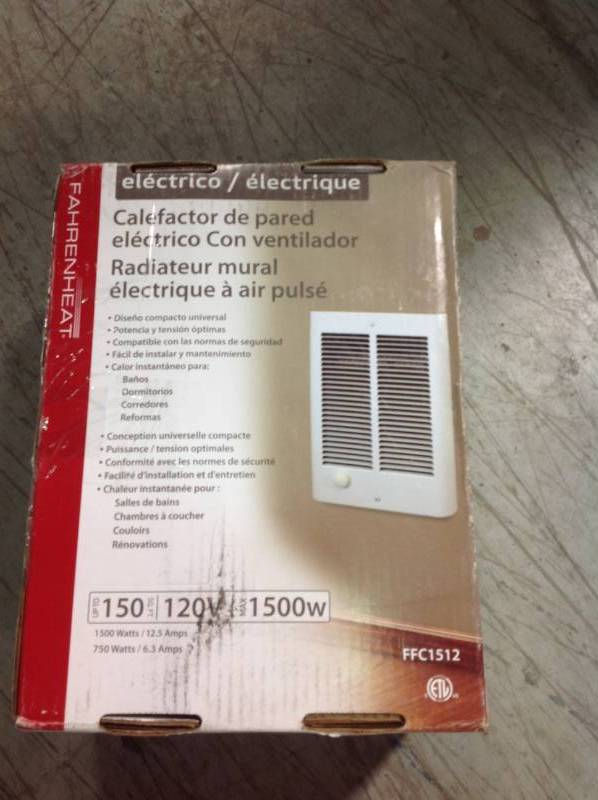 FAHRENHEAT
eléctrico / électrique
Calefactor de pared
eléctrico Con ventilador
Radiateur mural
électrique à air pulsé
• Diseño compacto universal
• Potencia y tensión óptimas
• Compatible con las normas de seguridad
• Fácil de instalar y mantenimiento
• Calor instantáneo para:
Baños
Dormitorios
Corredores
Reformas
• Conception universelle compacte
• Puissance / tension optimales
• Conformité avec les normes de sécurité
• Facilité d'installation et d'entretien
• Chaleur instantanée pour :
Salles de bains
Chambres à coucher
Couloirs
Rénovations
UP TO 150 120V MAX 1500w
1500 Watts / 12.5 Amps
750 Watts / 6.3 Amps
FFC1512
ETL